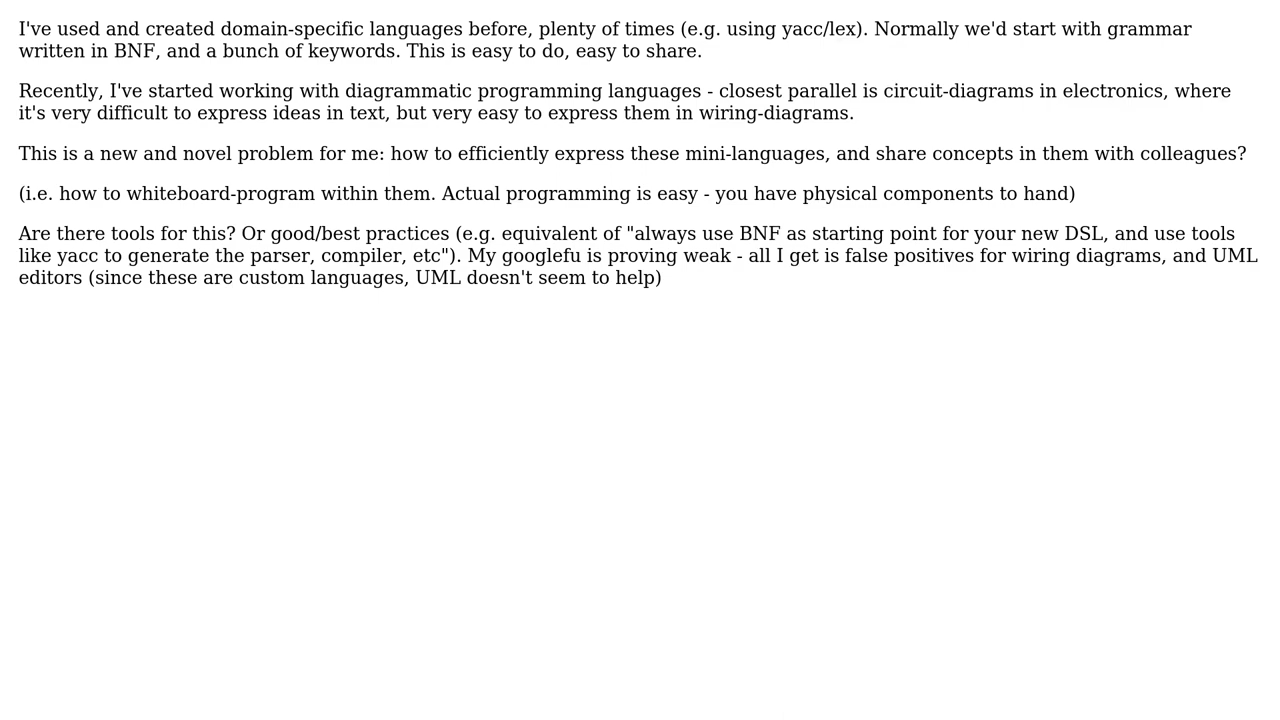 I've used and created domain-specific languages before, plenty of times (e.g. using yacc/lex). Normally we'd start with grammar
written in BNF, and a bunch of keywords. This is easy to do, easy to share.
Recently, I've started working with diagrammatic programming languages - closest parallel is circuit-diagrams in electronics, where
it's very difficult to express ideas in text, but very easy to express them in wiring-diagrams.
This is a new and novel problem for me: how to efficiently express these mini-languages, and share concepts in them with colleagues?
(i.e. how to whiteboard-program within them. Actual programming is easy - you have physical components to hand)
Are there tools for this? Or good/best practices (e.g. equivalent of "always use BNF as starting point for your new DSL, and use tools
like yacc to generate the parser, compiler, etc"). My googlefu is proving weak - all I get is false positives for wiring diagrams, and UML
editors (since these are custom languages, UML doesn't seem to help)